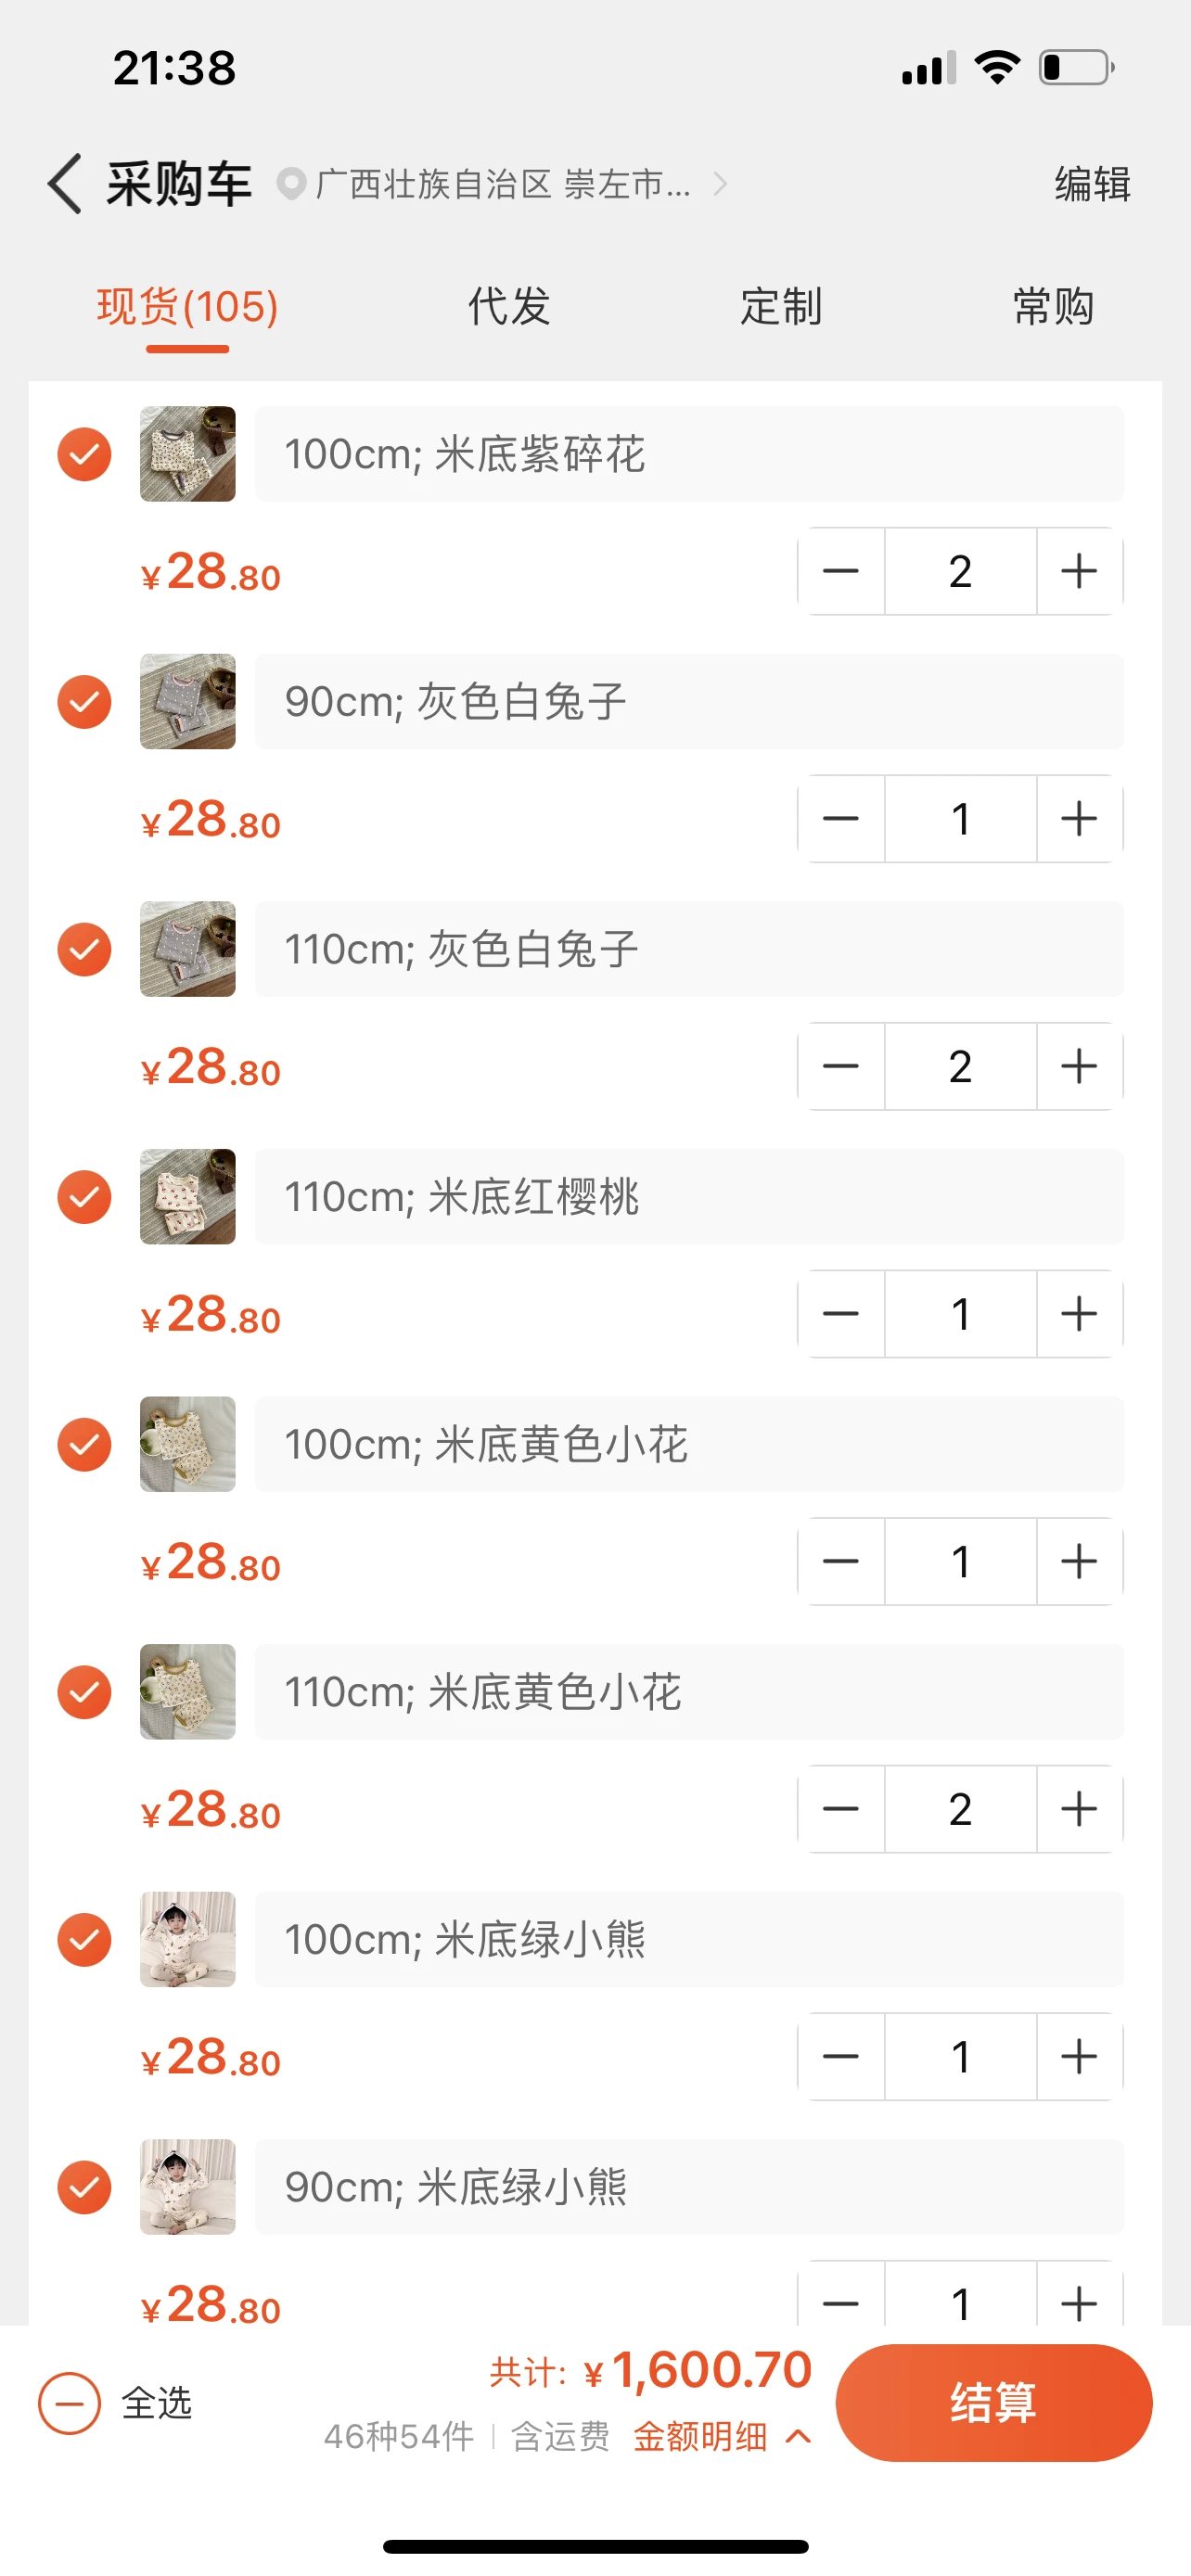 21:38
采购车 广西壮族自治区 崇左市... 编辑
现货(105) 代发 定制 常购
100cm; 米底紫碎花
¥28.80 2
90cm; 灰色白兔子
¥28.80 1
110cm; 灰色白兔子
¥28.80 2
110cm; 米底红樱桃
¥28.80 1
100cm; 米底黄色小花
¥28.80 1
110cm; 米底黄色小花
¥28.80 2
100cm; 米底绿小熊
¥28.80 1
90cm; 米底绿小熊
¥28.80 1
全选 共计: ¥1,600.70 结算
46种54件 含运费 金额明细